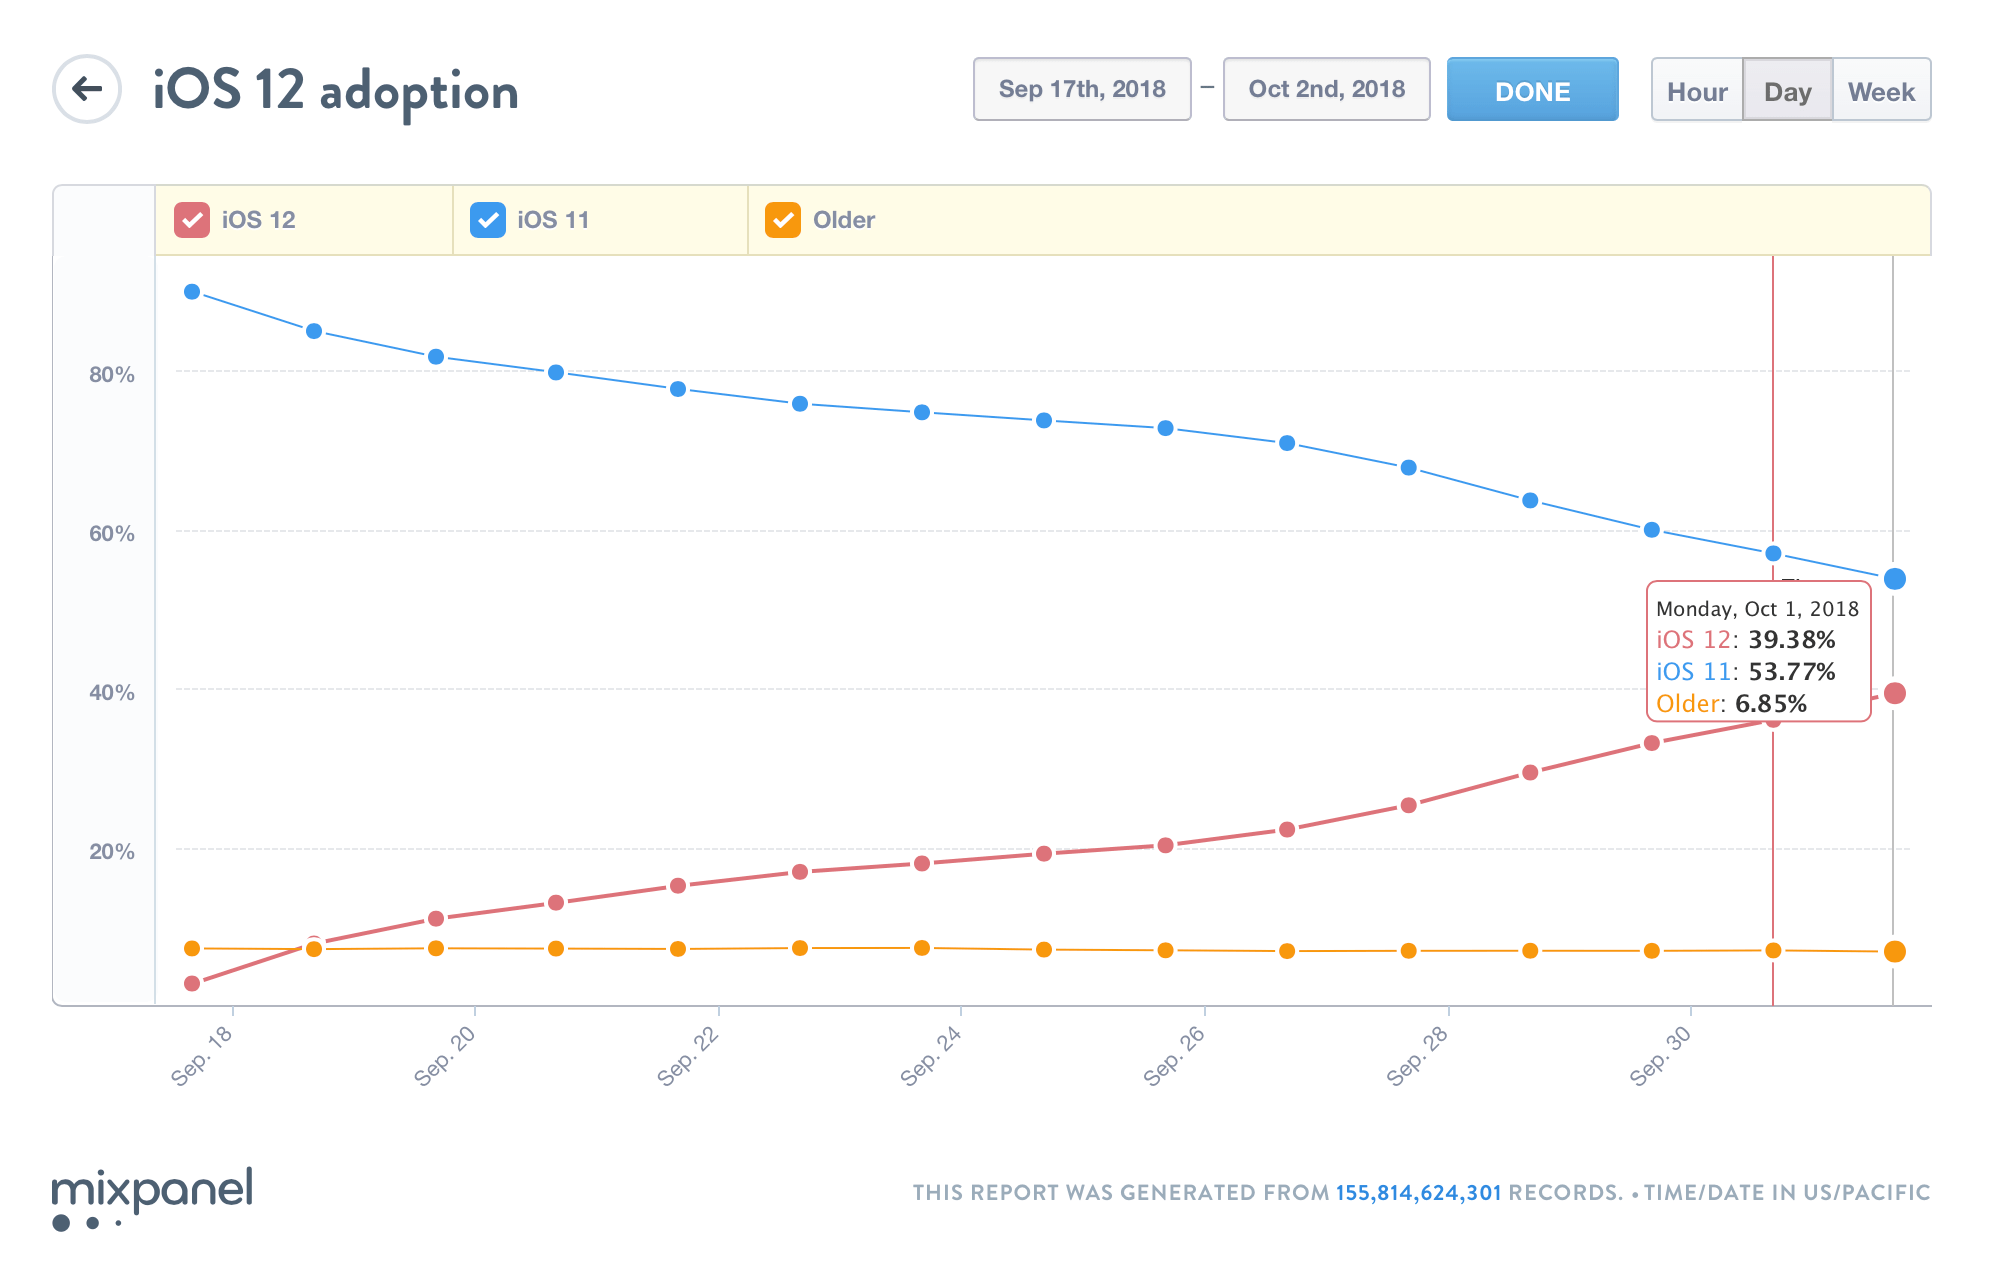 iOS 12 adoption
Sep 17th, 2018 – Oct 2nd, 2018
DONE
Hour Day Week
iOS 12
iOS 11
Older
80%
60%
40%
20%
Monday, Oct 1, 2018
iOS 12: 39.38%
iOS 11: 53.77%
Older: 6.85%
Sep. 18
Sep. 20
Sep. 22
Sep. 24
Sep. 26
Sep. 28
Sep. 30
mixpanel
THIS REPORT WAS GENERATED FROM 155,814,624,301 RECORDS. • TIME/DATE IN US/PACIFIC